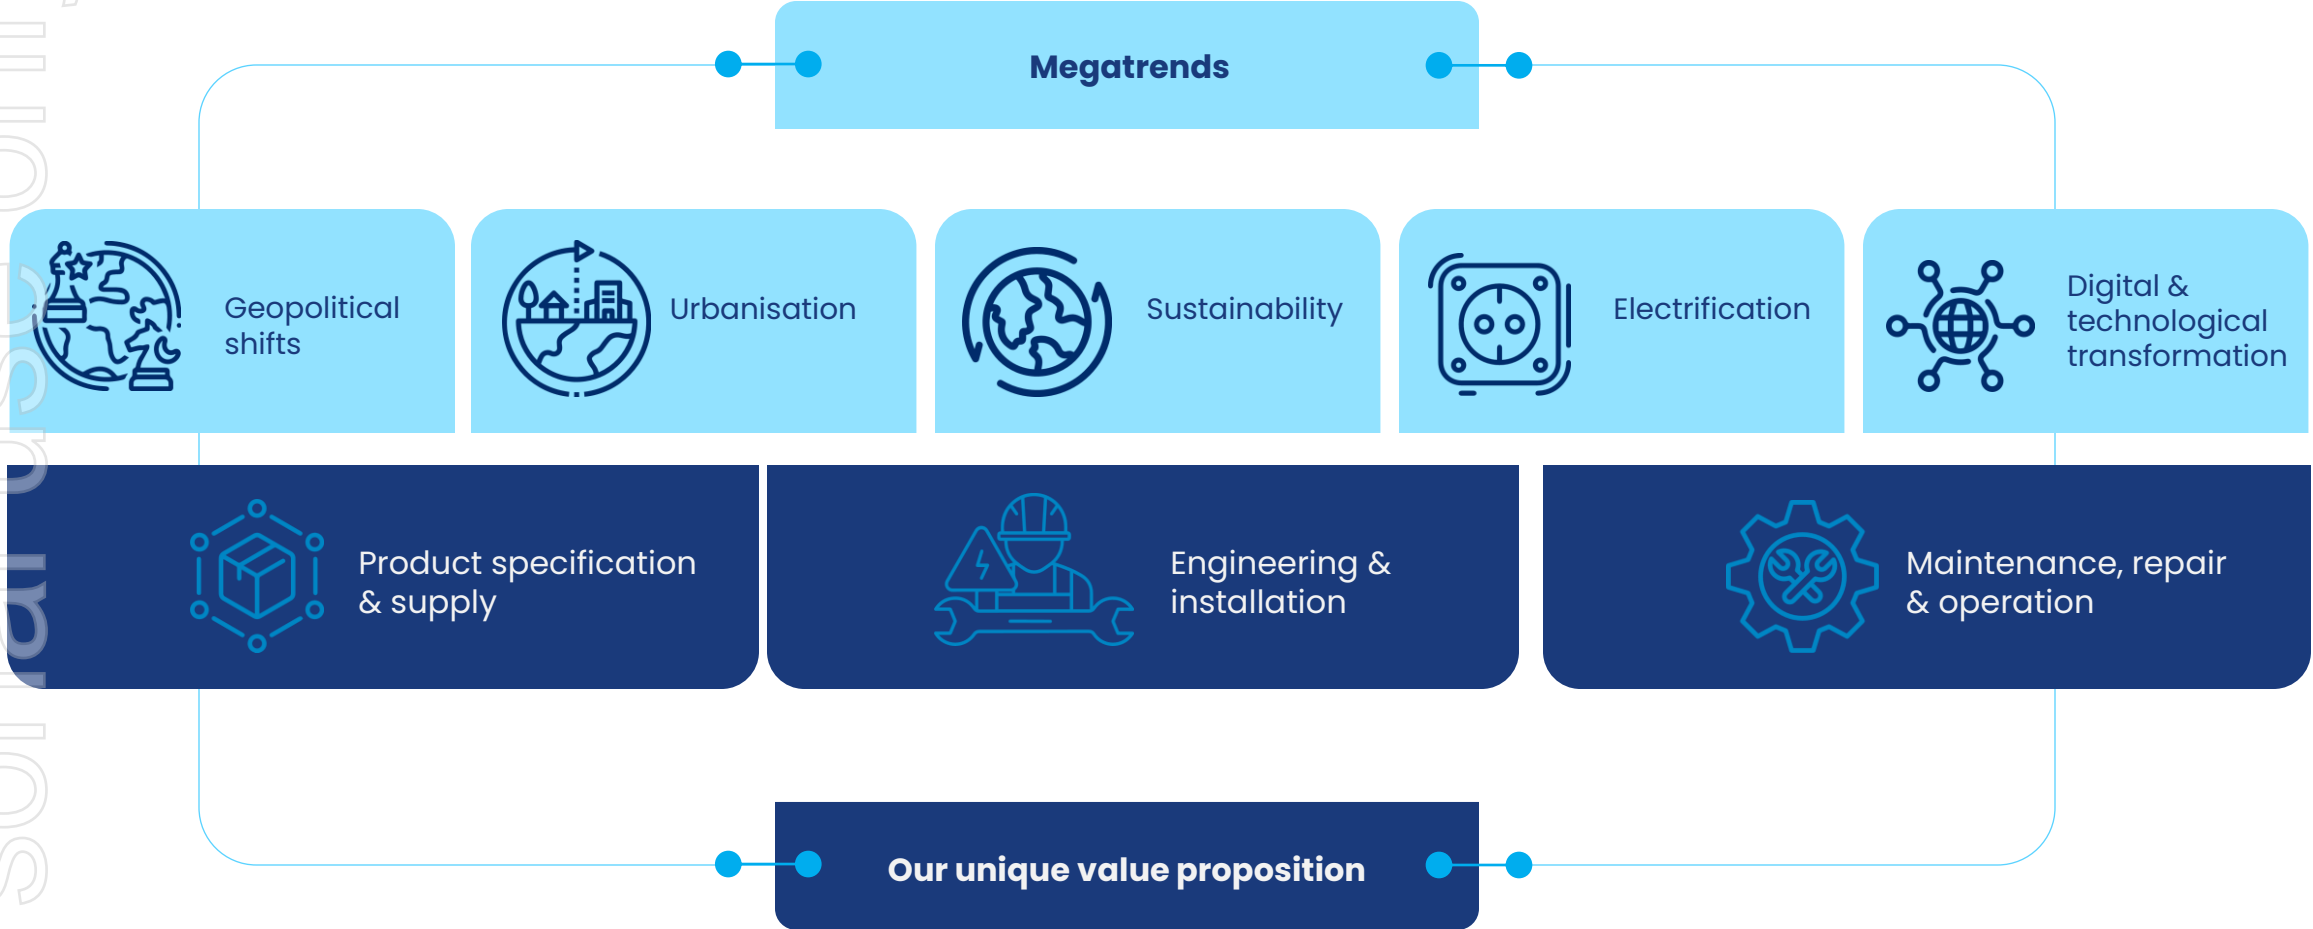 Megatrends
Geopolitical
shifts
Urbanisation
Sustainability
Electrification
Digital &
technological
transformation
Product specification
& supply
Engineering &
installation
Maintenance, repair
& operation
Our unique value proposition